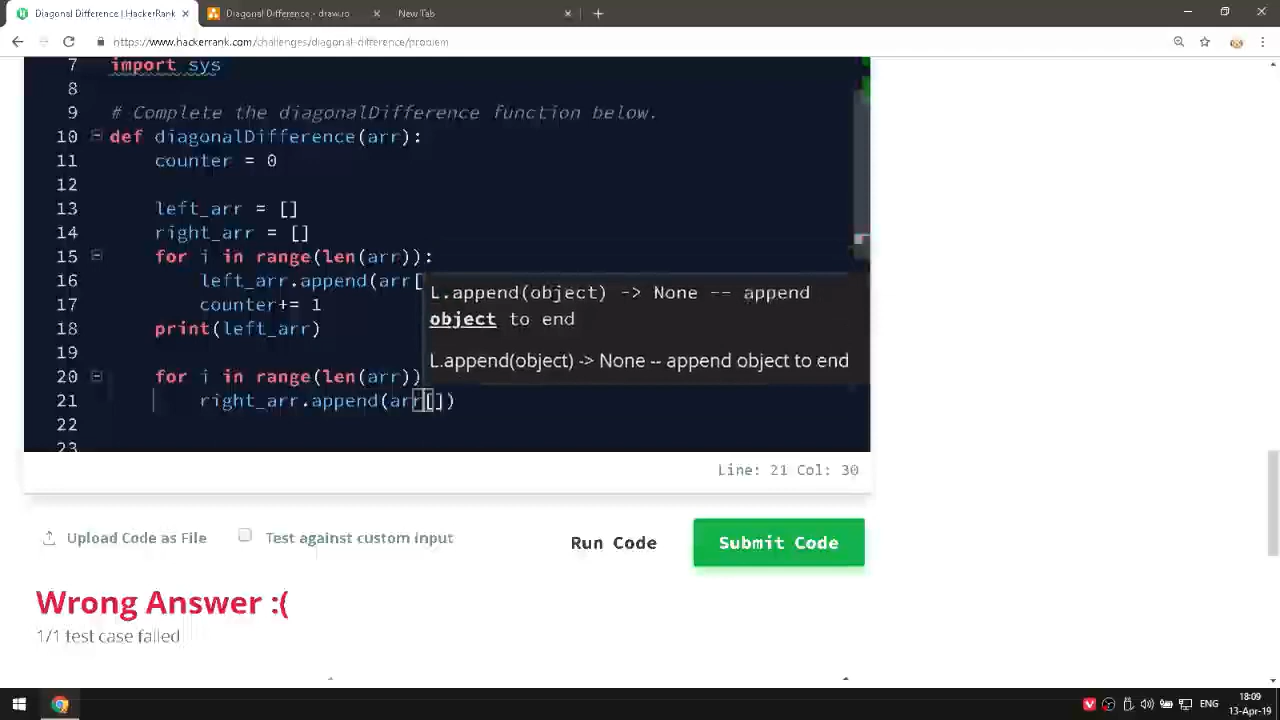 Diagonal Difference | HackerRank
Diagonal Difference - draw.io
New Tab
https://www.hackerrank.com/challenges/diagonal-difference/problem
7 import sys
8
9 # Complete the diagonalDifference function below.
10 def diagonalDifference(arr):
11 counter = 0
12
13 left_arr = []
14 right_arr = []
15 for i in range(len(arr)):
16 left_arr.append(arr[
17 counter+= 1
18 print(left_arr)
19
20 for i in range(len(arr))
21 right_arr.append(arr[])
22
23
L.append(object) -> None -- append
object to end
L.append(object) -> None -- append object to end
Line: 21 Col: 30
Upload Code as File
Test against custom input
Run Code
Submit Code
Wrong Answer :(
1/1 test case failed
ENG
18:09
13-Apr-19